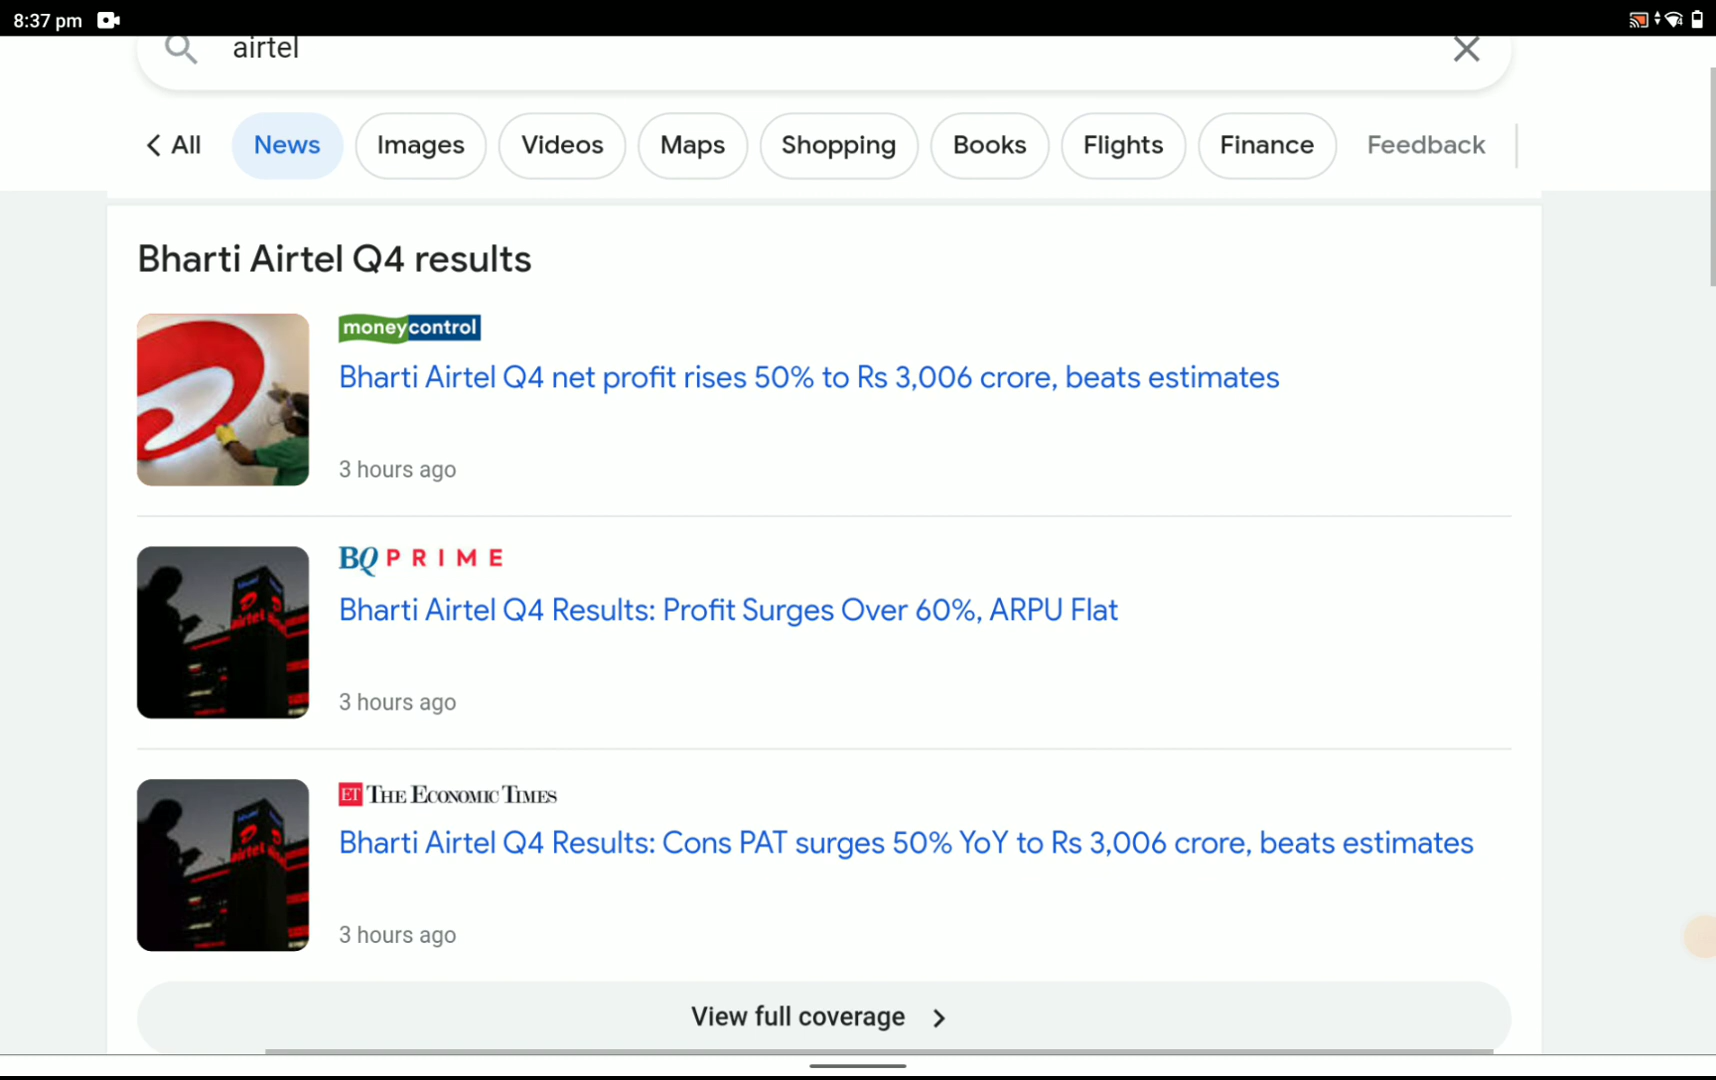 8:37 pm
airtel
All News Images Videos Maps Shopping Books Flights Finance Feedback
Bharti Airtel Q4 results
moneycontrol
Bharti Airtel Q4 net profit rises 50% to Rs 3,006 crore, beats estimates
3 hours ago
BQ PRIME
Bharti Airtel Q4 Results: Profit Surges Over 60%, ARPU Flat
airtel
3 hours ago
ET THE ECONOMIC TIMES
Bharti Airtel Q4 Results: Cons PAT surges 50% YoY to Rs 3,006 crore, beats estimates
airtel
3 hours ago
View full coverage